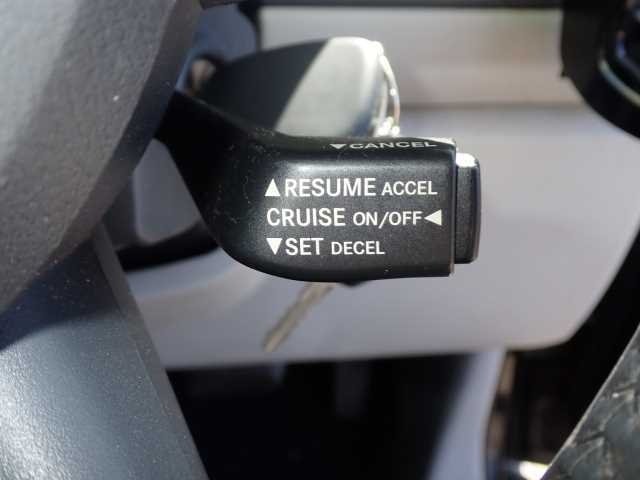 ▼CANCEL
▲RESUME ACCEL
CRUISE ON/OFF◀
▼SET DECEL